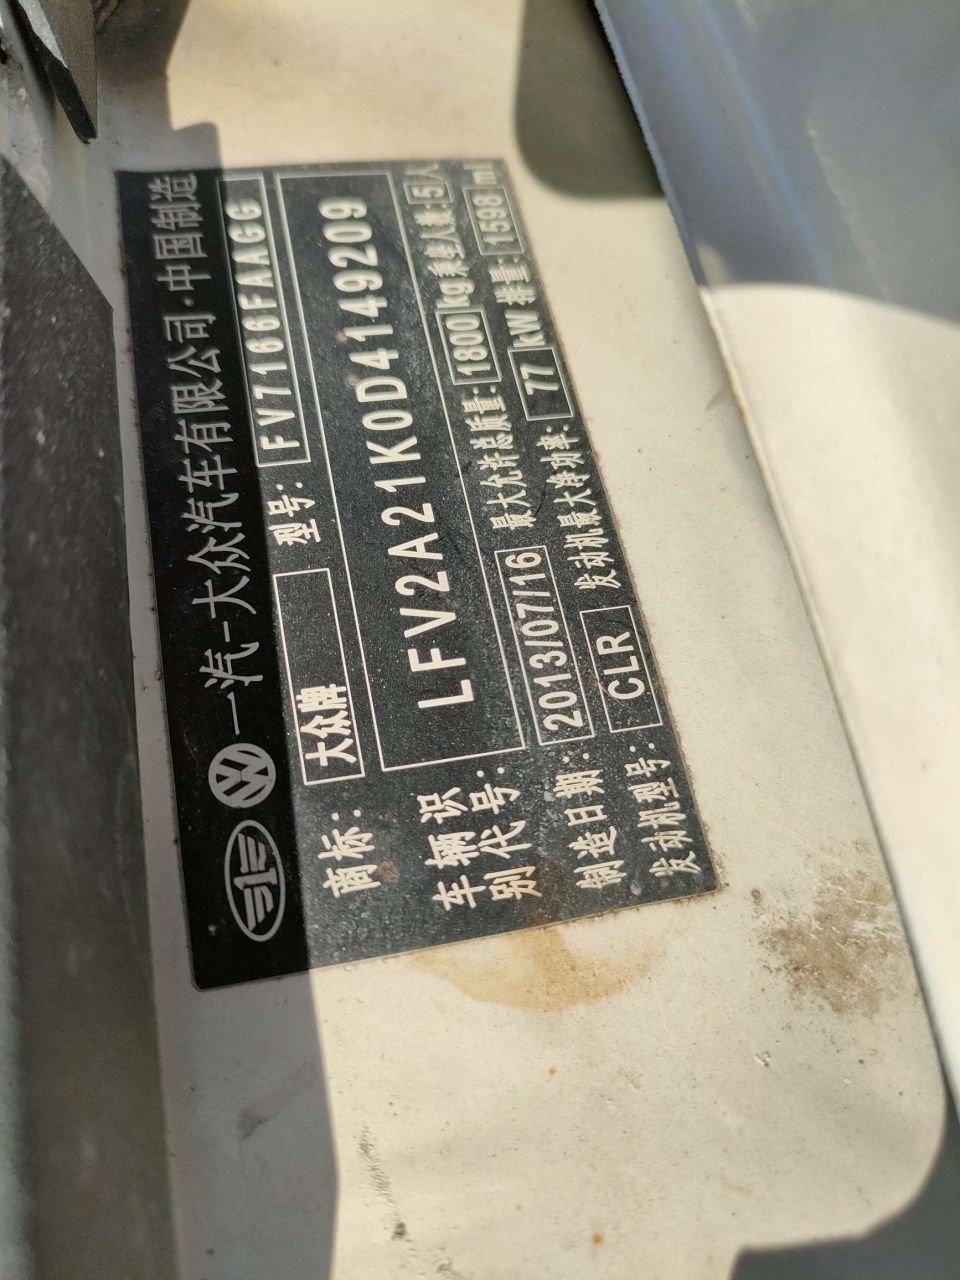 一汽-大众汽车有限公司·中国制造
商标: 大众牌 型号: FV7166FAAGG
车辆识别代号: LFV2A21K0D4149209
制造日期: 2013/07/16 最大允许总质量: 1800 kg 乘坐人数: 5人
发动机型号: CLR 发动机最大净功率: 77 kW 排量: 1598 ml